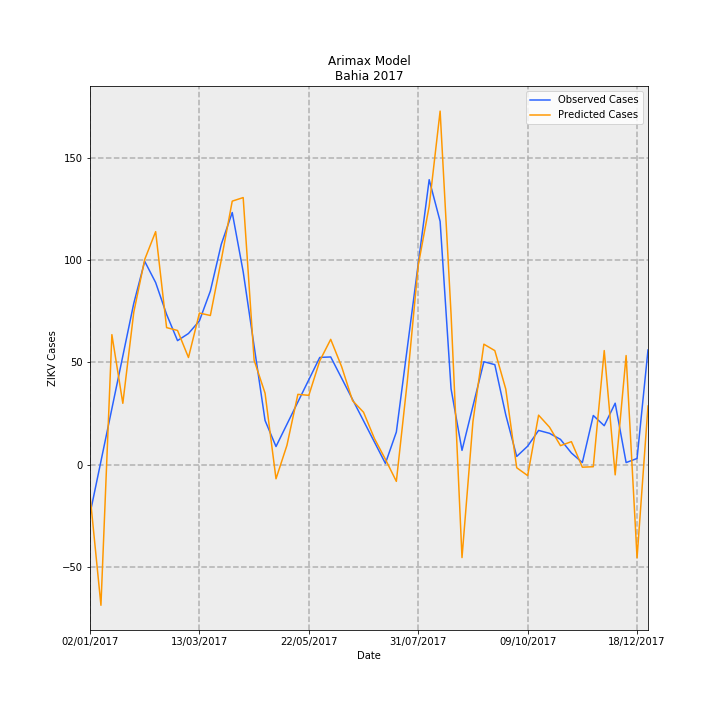 Arimax Model
Bahia 2017
Observed Cases
Predicted Cases
ZIKV Cases
150
100
50
0
−50
02/01/2017
13/03/2017
22/05/2017
31/07/2017
09/10/2017
18/12/2017
Date